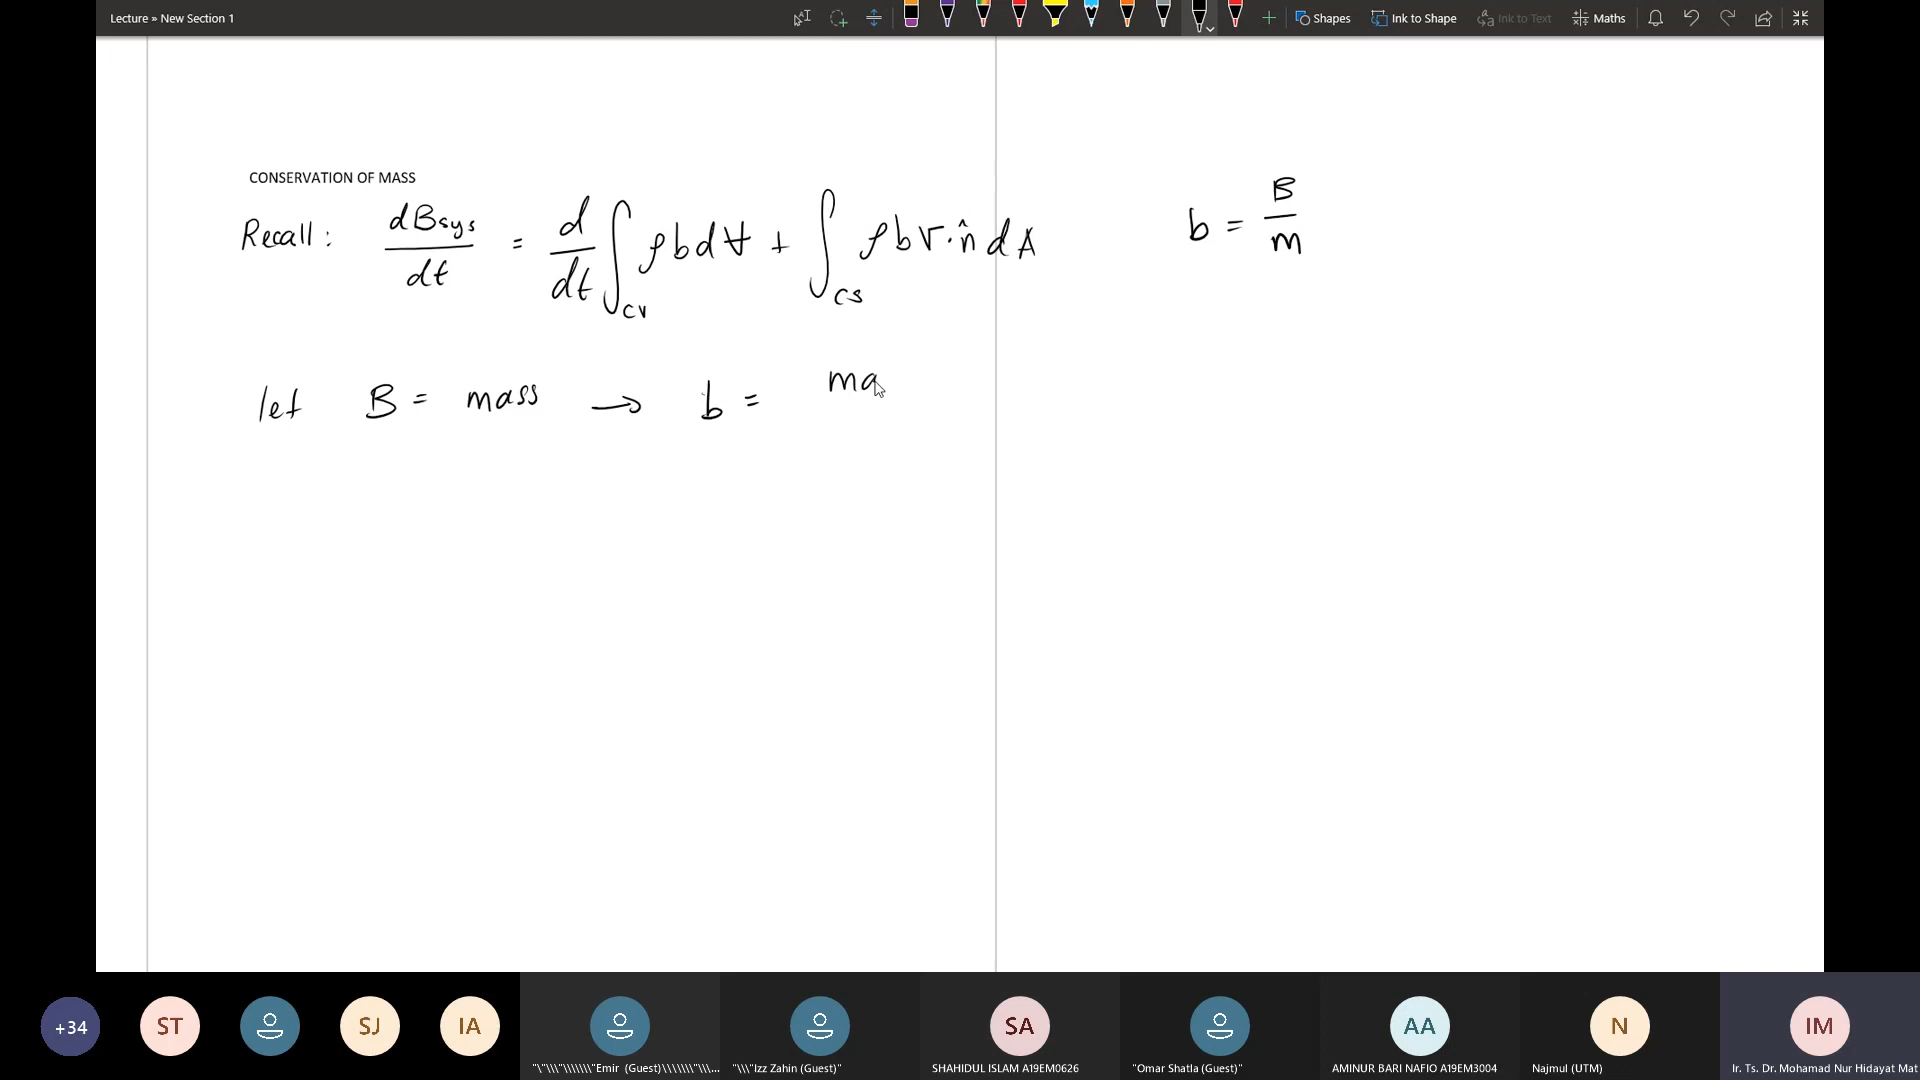 Lecture » New Section 1
Shapes Ink to Shape Ink to Text Maths
CONSERVATION OF MASS
Recall: dBsys/dt = d/dt ∫cv ρbdV̶ + ∫cs ρbV·n̂dA b = B/m
let B = mass → b = ma
+34 ST SJ IA SA AA N IM
"\"\\\"\\\\\\\"Emir (Guest)\\\\\\\"\\\... "\\\"Izz Zahin (Guest)" SHAHIDUL ISLAM A19EM0626 "Omar Shatla (Guest)" AMINUR BARI NAFIO A19EM3004 Najmul (UTM) Ir. Ts. Dr. Mohamad Nur Hidayat Mat